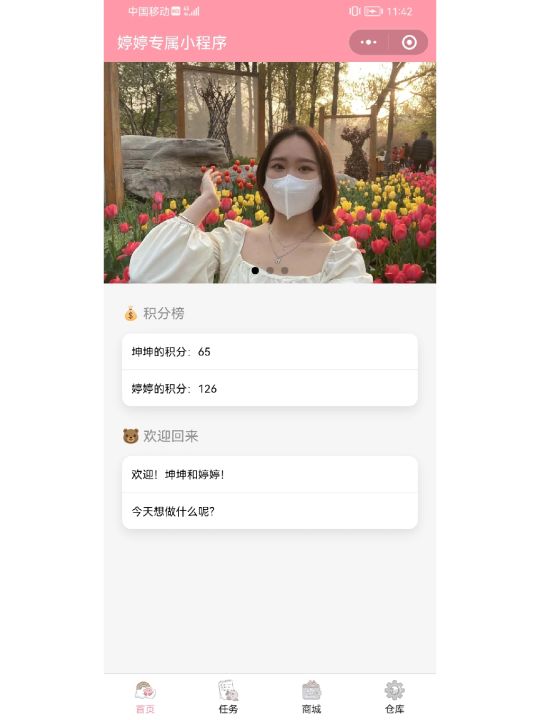 中国移动 11:42
婷婷专属小程序
积分榜
坤坤的积分：65
婷婷的积分：126
欢迎回来
欢迎！坤坤和婷婷！
今天想做什么呢？
首页 任务 商城 仓库